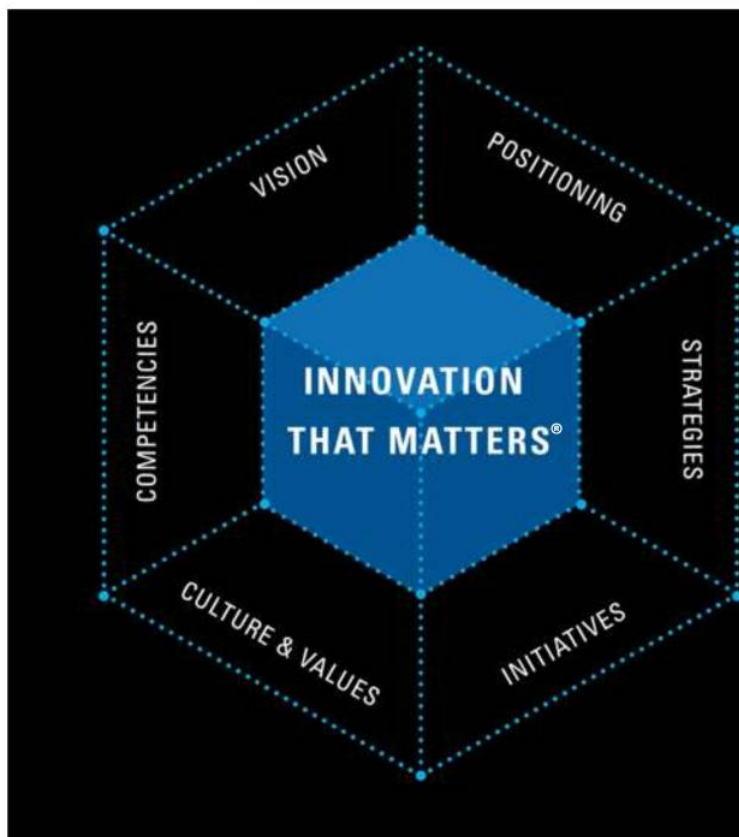 VISION
POSITIONING
COMPETENCIES
INNOVATION
THAT MATTERS®
STRATEGIES
CULTURE & VALUES
INITIATIVES